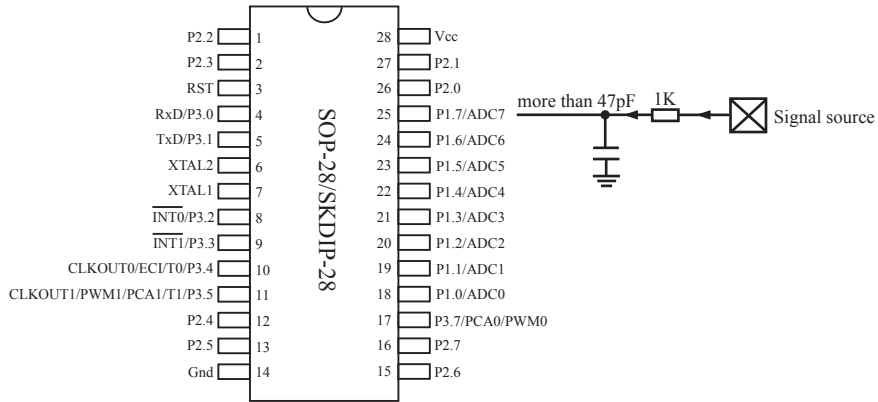 P2.2 1 28 Vcc
P2.3 2 27 P2.1
RST 3 26 P2.0
more than 47pF 1K
RxD/P3.0 4 25 P1.7/ADC7 Signal source
TxD/P3.1 5 24 P1.6/ADC6
XTAL2 6 23 P1.5/ADC5
XTAL1 7 22 P1.4/ADC4
INT0/P3.2 8 21 P1.3/ADC3
INT1/P3.3 9 20 P1.2/ADC2
CLKOUT0/ECI/T0/P3.4 10 19 P1.1/ADC1
CLKOUT1/PWM1/PCA1/T1/P3.5 11 18 P1.0/ADC0
P2.4 12 17 P3.7/PCA0/PWM0
P2.5 13 16 P2.7
Gnd 14 15 P2.6
SOP-28/SKDIP-28